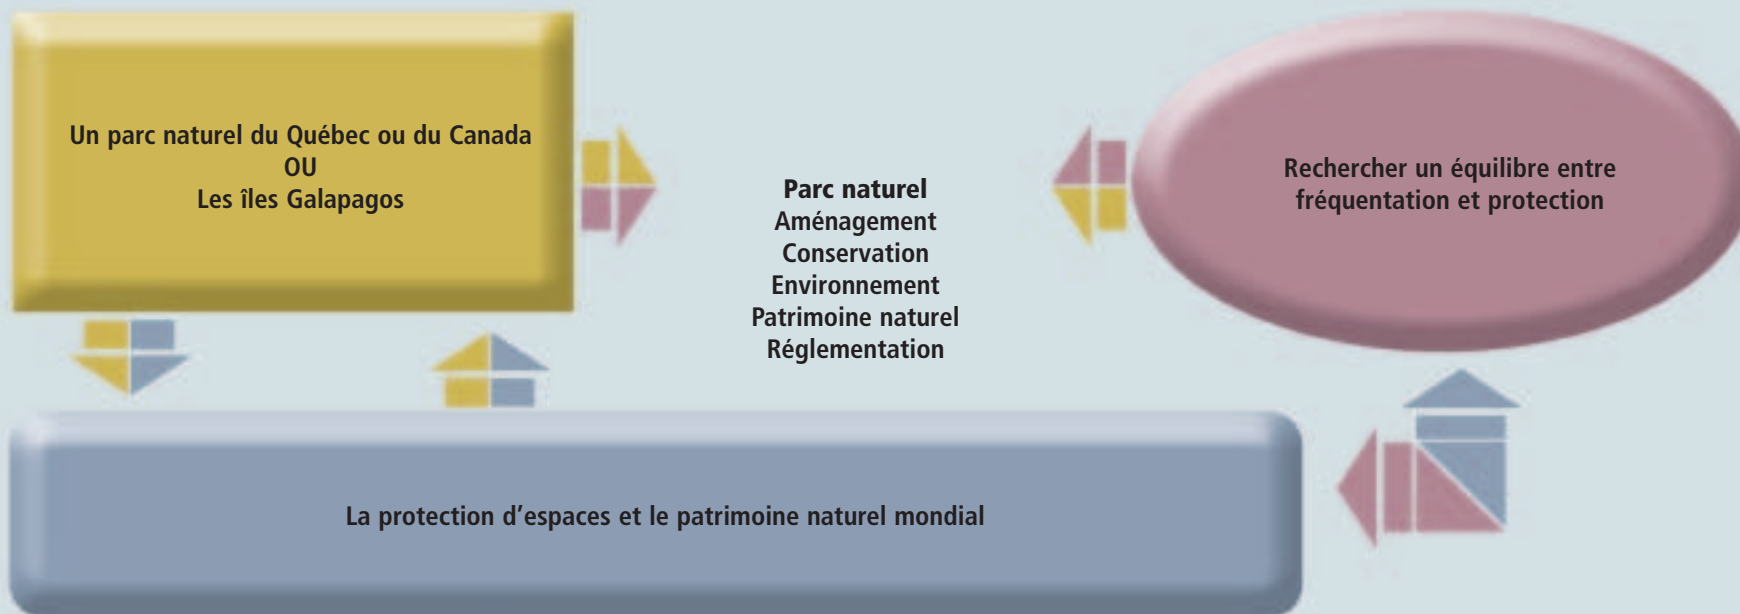 Un parc naturel du Québec ou du Canada
OU
Les îles Galapagos
Parc naturel
Aménagement
Conservation
Environnement
Patrimoine naturel
Réglementation
Rechercher un équilibre entre
fréquentation et protection
La protection d'espaces et le patrimoine naturel mondial